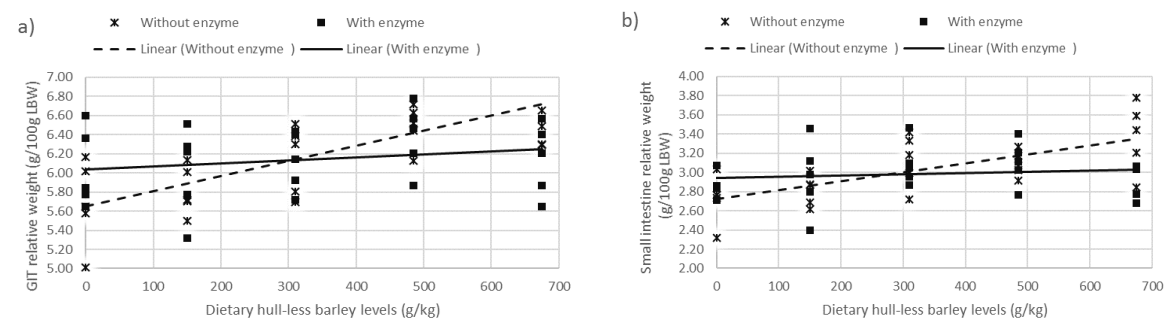 a)
Without enzyme
With enzyme
Linear (Without enzyme )
Linear (With enzyme )
GIT relative weight (g/100g LBW)
7.00
6.80
6.60
6.40
6.20
6.00
5.80
5.60
5.40
5.20
5.00
0 100 200 300 400 500 600 700
Dietary hull-less barley levels (g/kg)
b)
Without enzyme
With enzyme
Linear (Without enzyme )
Linear (With enzyme )
Small intestine relative weight
(g/100g LBW)
4.00
3.80
3.60
3.40
3.20
3.00
2.80
2.60
2.40
2.20
2.00
0 100 200 300 400 500 600 700
Dietary hull-less barley levels (g/kg)